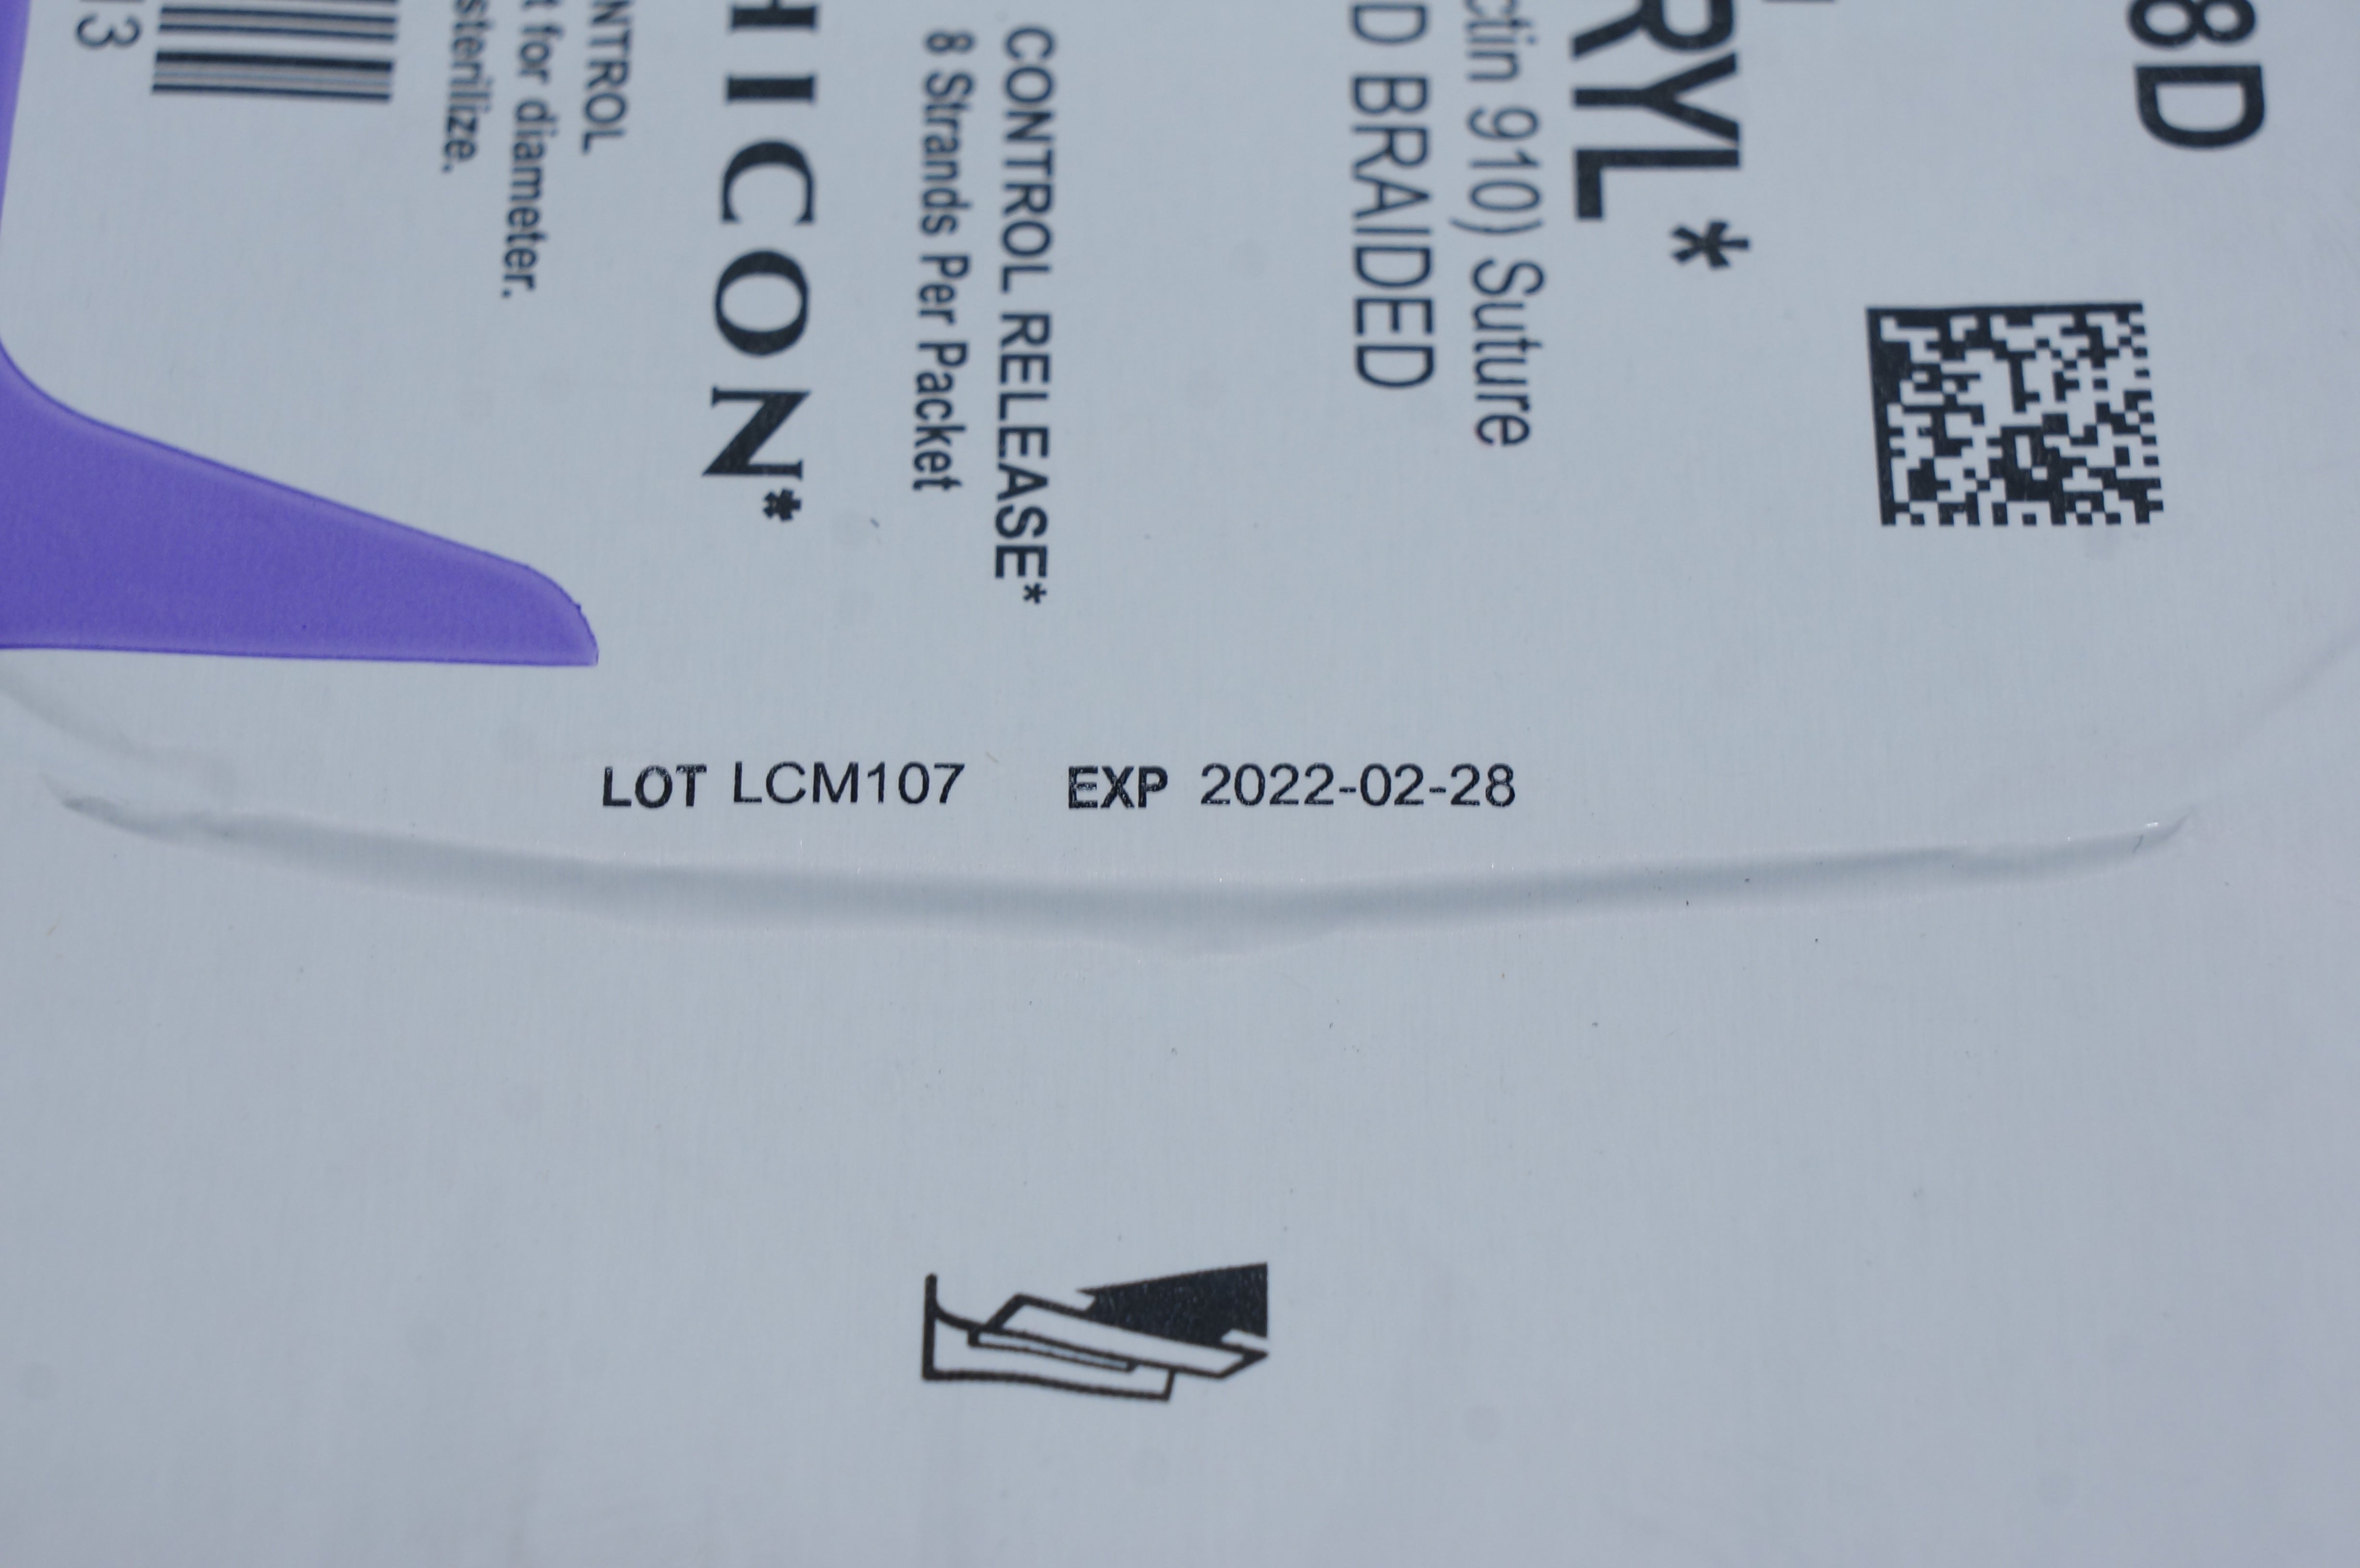 8D
RYL*
ctin 910) Suture
D BRAIDED
CONTROL RELEASE*
8 Strands Per Packet
HICON*
NTROL
t for diameter.
sterilize.
3
LOT LCM107 EXP 2022-02-28